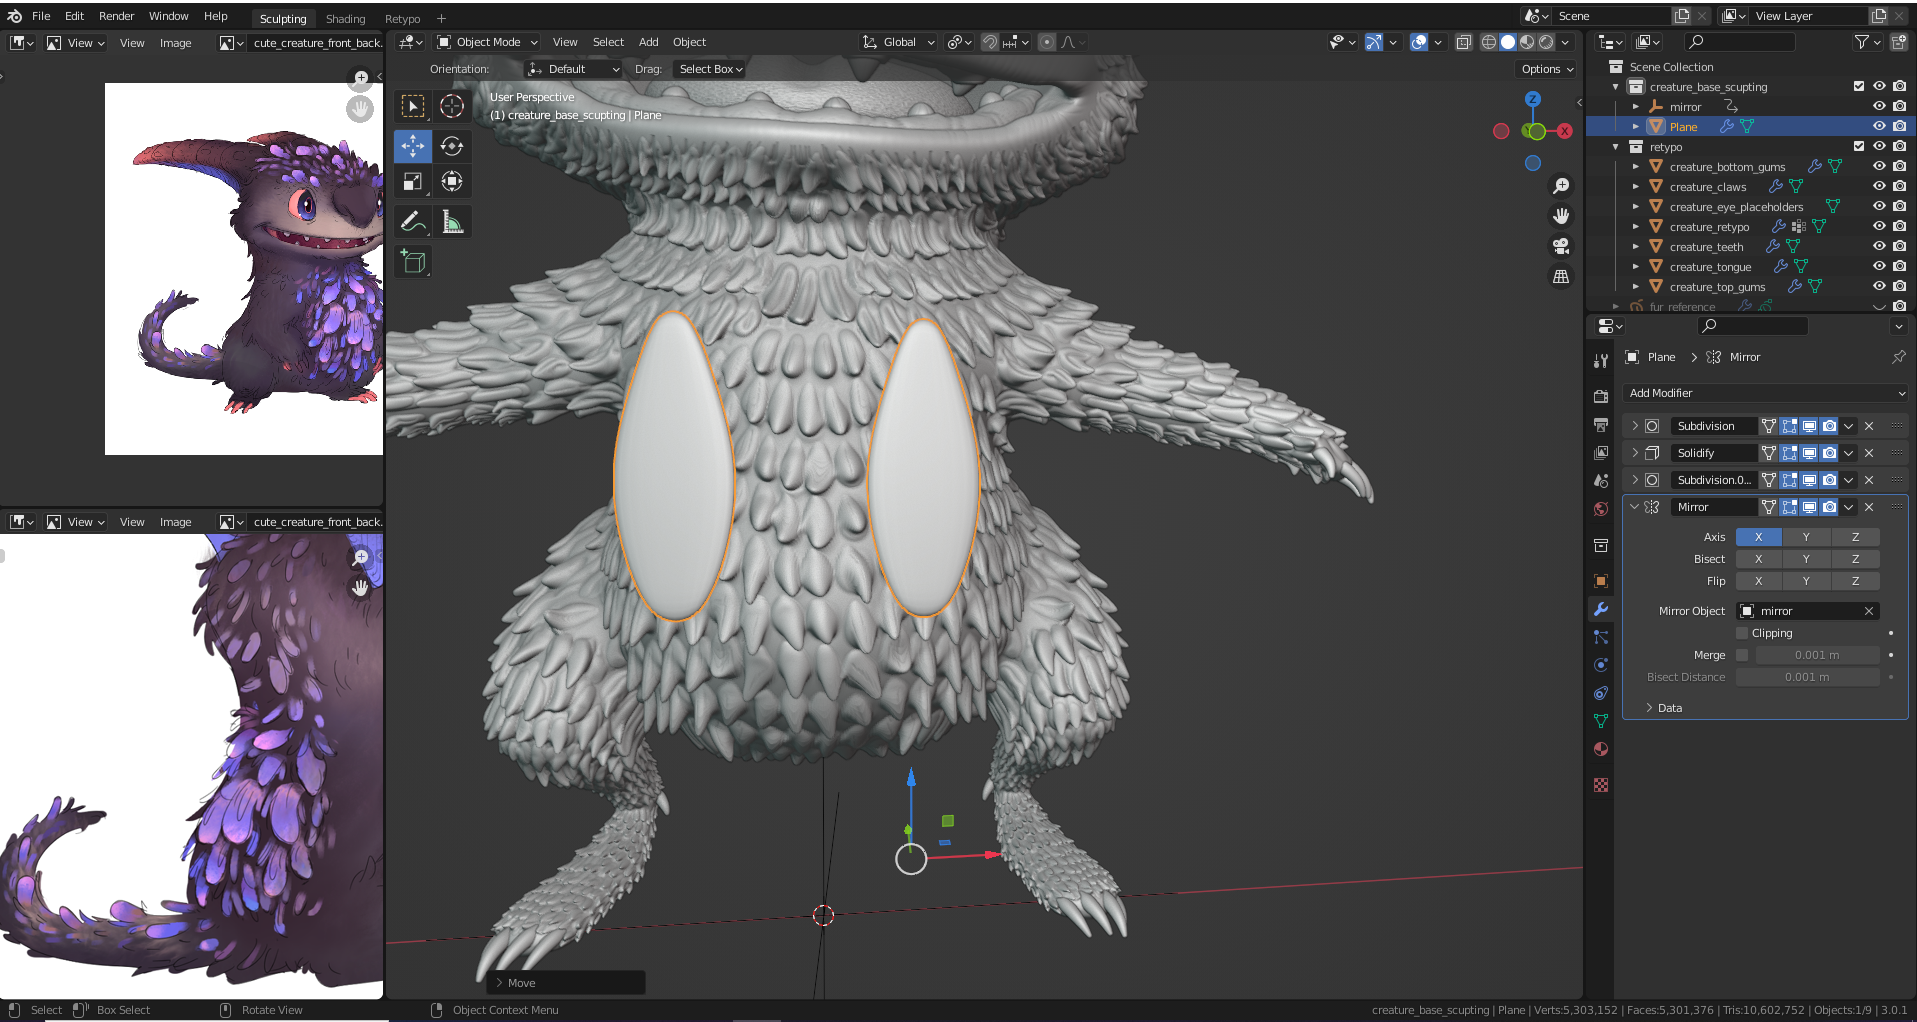 File Edit Render Window Help Sculpting Shading Retypo + Scene View Layer
View View Image cute_creature_front_back.
Object Mode View Select Add Object Global
Orientation: Default Drag: Select Box Options
User Perspective
(1) creature_base_scupting | Plane
Z
X
Y
Scene Collection
creature_base_scupting
mirror
Plane
retypo
creature_bottom_gums
creature_claws
creature_eye_placeholders
creature_retypo
creature_teeth
creature_tongue
creature_top_gums
fur_reference
Plane > Mirror
Add Modifier
Subdivision
Solidify
Subdivision.0...
Mirror
Axis X Y Z
Bisect X Y Z
Flip X Y Z
Mirror Object mirror
Clipping
Merge 0.001 m
Bisect Distance 0.001 m
> Data
View View Image cute_creature_front_back.
> Move
Select Box Select Rotate View Object Context Menu
creature_base_scupting | Plane | Verts:5,303,152 | Faces:5,301,376 | Tris:10,602,752 | Objects:1/9 | 3.0.1